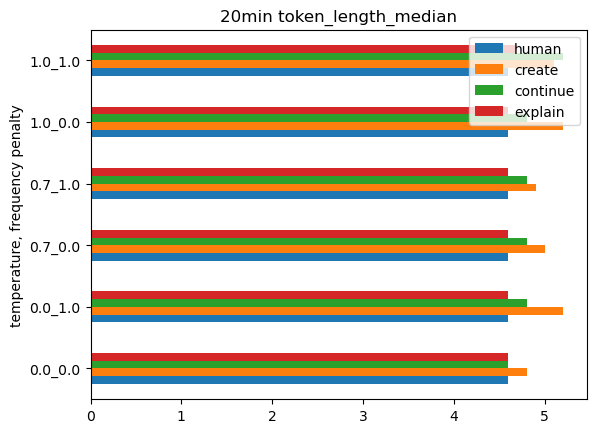 20min token_length_median
temperature, frequency penalty
1.0_1.0
1.0_0.0
0.7_1.0
0.7_0.0
0.0_1.0
0.0_0.0
0 1 2 3 4 5
human
create
continue
explain